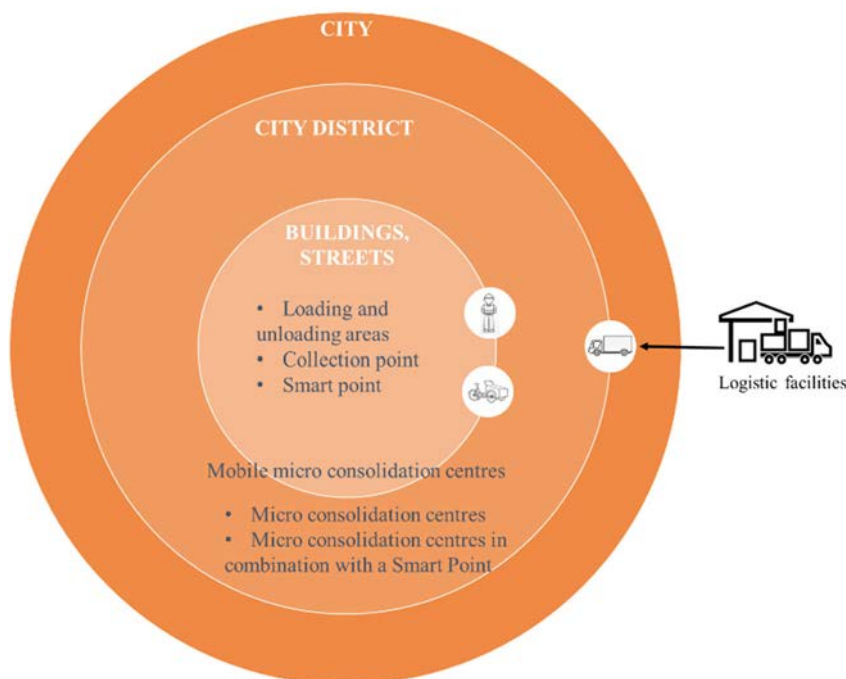 CITY
CITY DISTRICT
BUILDINGS,
STREETS
• Loading and
unloading areas
• Collection point
• Smart point
Mobile micro consolidation centres
• Micro consolidation centres
• Micro consolidation centres in
combination with a Smart Point
Logistic facilities